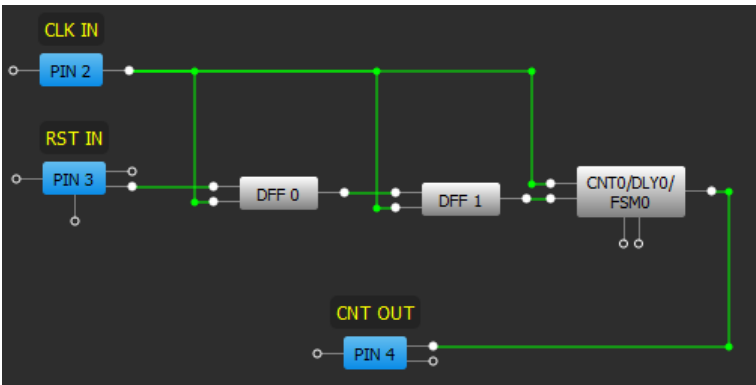 CLK IN
PIN 2
RST IN
PIN 3
DFF 0
DFF 1
CNT0/DLY0/
FSM0
CNT OUT
PIN 4